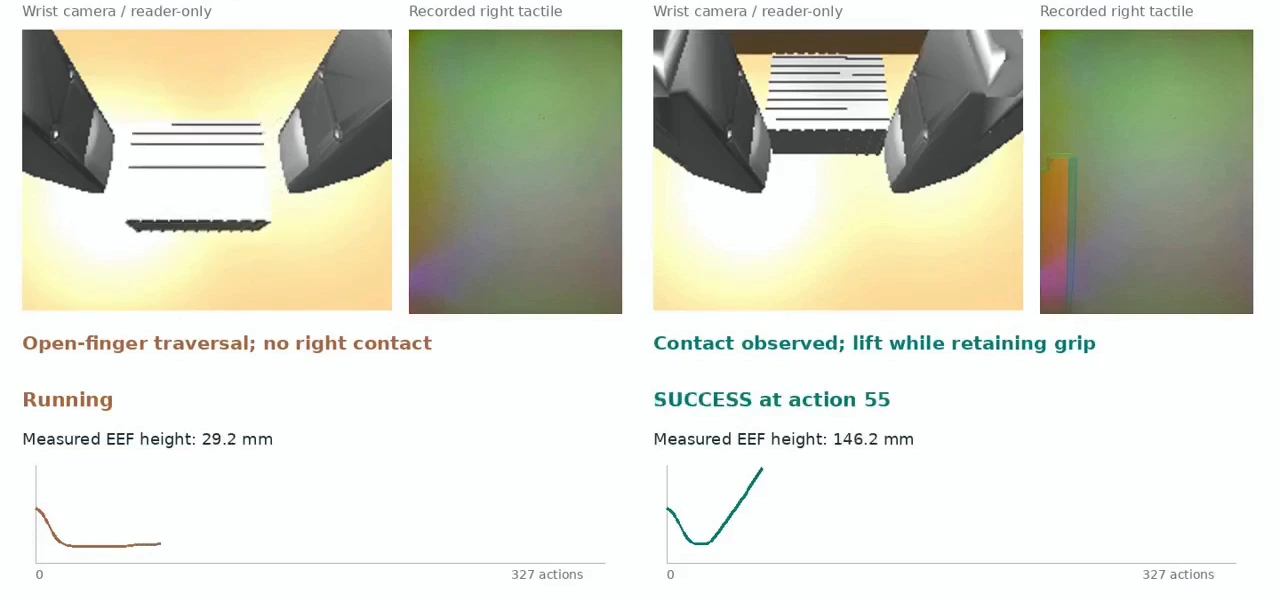 Wrist camera / reader-only
Recorded right tactile
Wrist camera / reader-only
Recorded right tactile
Open-finger traversal; no right contact
Contact observed; lift while retaining grip
Running
SUCCESS at action 55
Measured EEF height: 29.2 mm
Measured EEF height: 146.2 mm
0
327 actions
0
327 actions